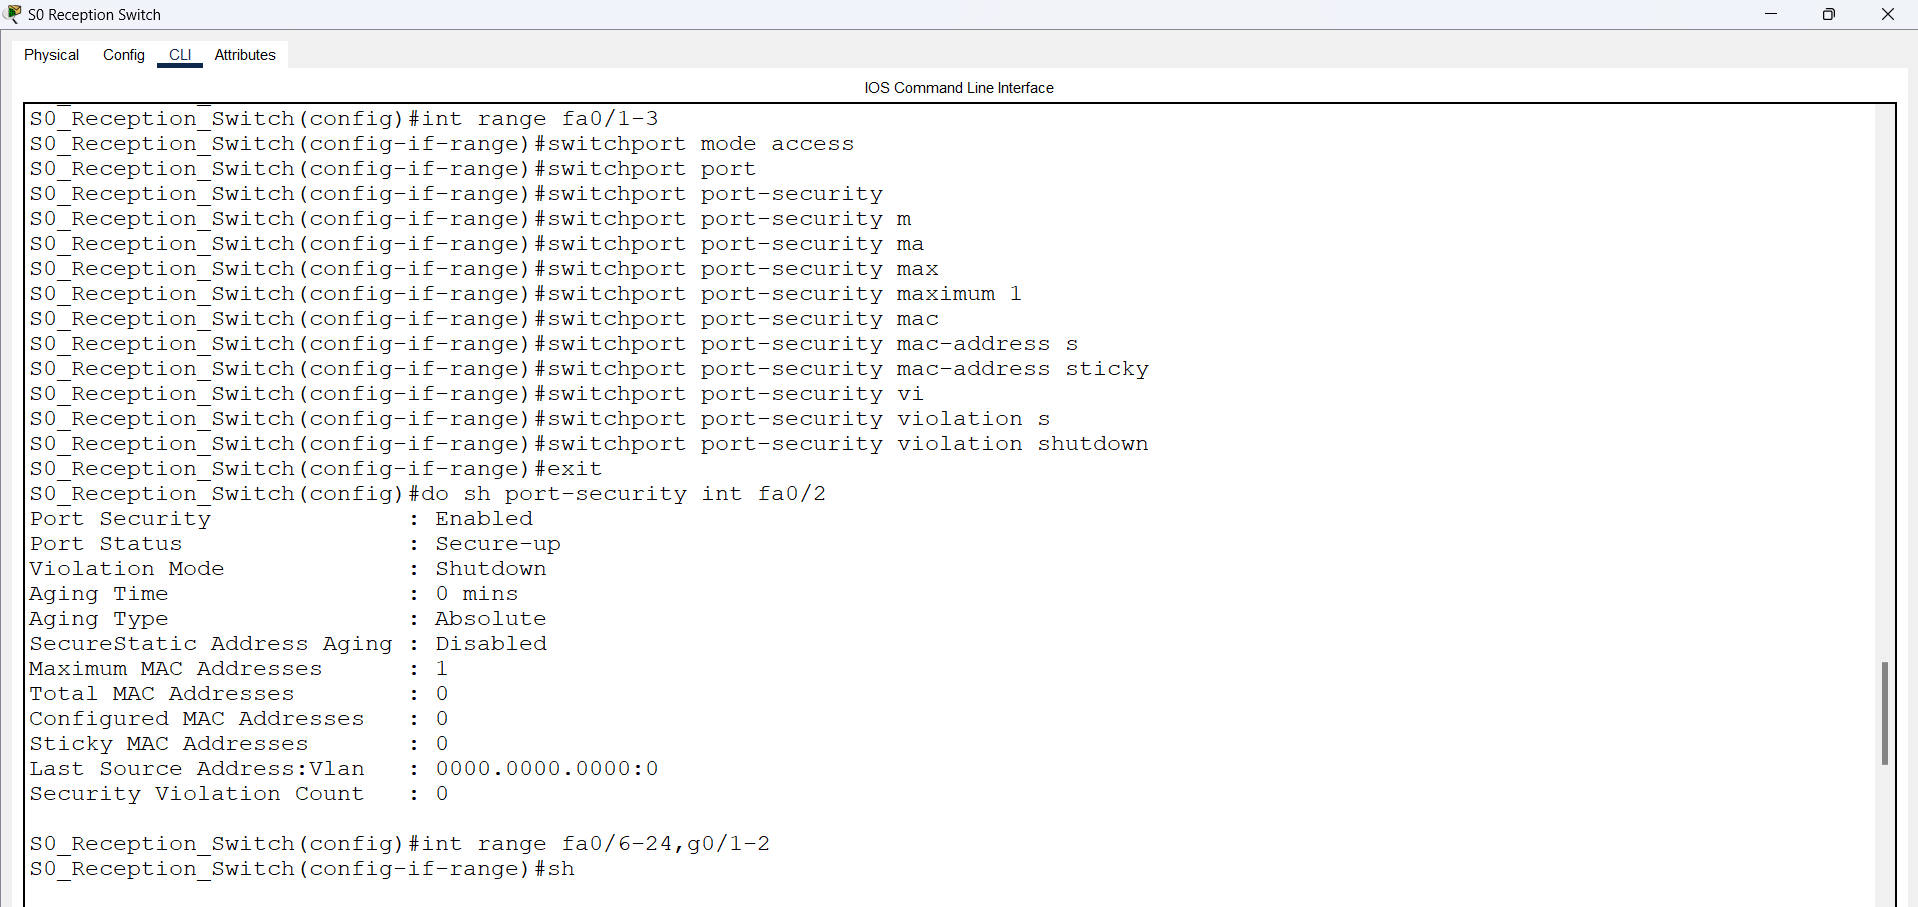 S0 Reception Switch
Physical Config CLI Attributes
IOS Command Line Interface
S0_Reception_Switch(config)#int range fa0/1-3
S0_Reception_Switch(config-if-range)#switchport mode access
S0_Reception_Switch(config-if-range)#switchport port
S0_Reception_Switch(config-if-range)#switchport port-security
S0_Reception_Switch(config-if-range)#switchport port-security m
S0_Reception_Switch(config-if-range)#switchport port-security ma
S0_Reception_Switch(config-if-range)#switchport port-security max
S0_Reception_Switch(config-if-range)#switchport port-security maximum 1
S0_Reception_Switch(config-if-range)#switchport port-security mac
S0_Reception_Switch(config-if-range)#switchport port-security mac-address s
S0_Reception_Switch(config-if-range)#switchport port-security mac-address sticky
S0_Reception_Switch(config-if-range)#switchport port-security vi
S0_Reception_Switch(config-if-range)#switchport port-security violation s
S0_Reception_Switch(config-if-range)#switchport port-security violation shutdown
S0_Reception_Switch(config-if-range)#exit
S0_Reception_Switch(config)#do sh port-security int fa0/2
Port Security : Enabled
Port Status : Secure-up
Violation Mode : Shutdown
Aging Time : 0 mins
Aging Type : Absolute
SecureStatic Address Aging : Disabled
Maximum MAC Addresses : 1
Total MAC Addresses : 0
Configured MAC Addresses : 0
Sticky MAC Addresses : 0
Last Source Address:Vlan : 0000.0000.0000:0
Security Violation Count : 0
S0_Reception_Switch(config)#int range fa0/6-24,g0/1-2
S0_Reception_Switch(config-if-range)#sh